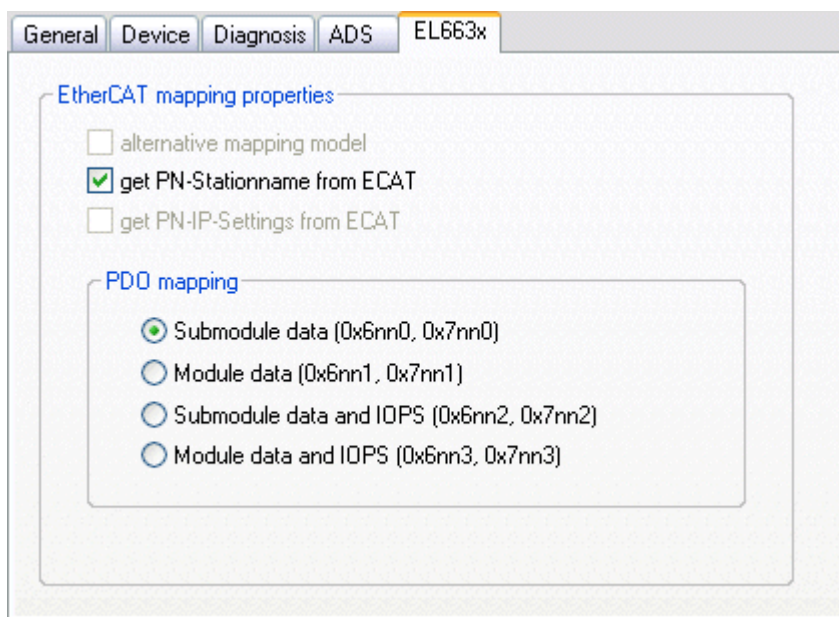 General Device Diagnosis ADS EL663x
EtherCAT mapping properties
alternative mapping model
get PN-Stationname from ECAT
get PN-IP-Settings from ECAT
PDO mapping
Submodule data (0x6nn0, 0x7nn0)
Module data (0x6nn1, 0x7nn1)
Submodule data and IOPS (0x6nn2, 0x7nn2)
Module data and IOPS (0x6nn3, 0x7nn3)